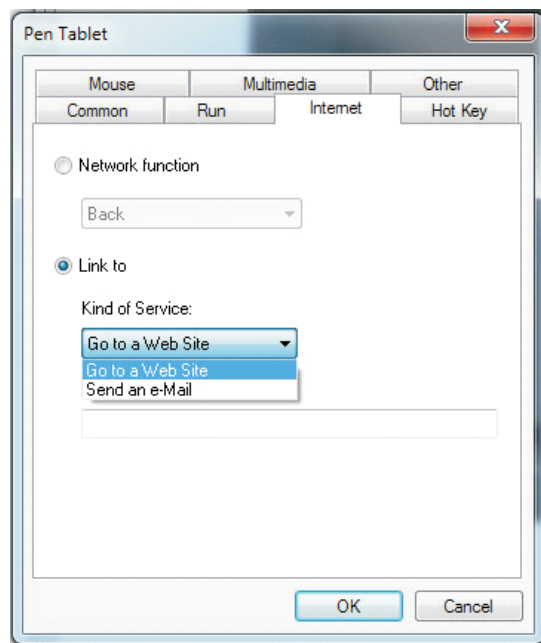 Pen Tablet
Mouse Multimedia Other
Common Run Internet Hot Key
Network function
Back
Link to
Kind of Service:
Go to a Web Site
Go to a Web Site
Send an e-Mail
OK Cancel